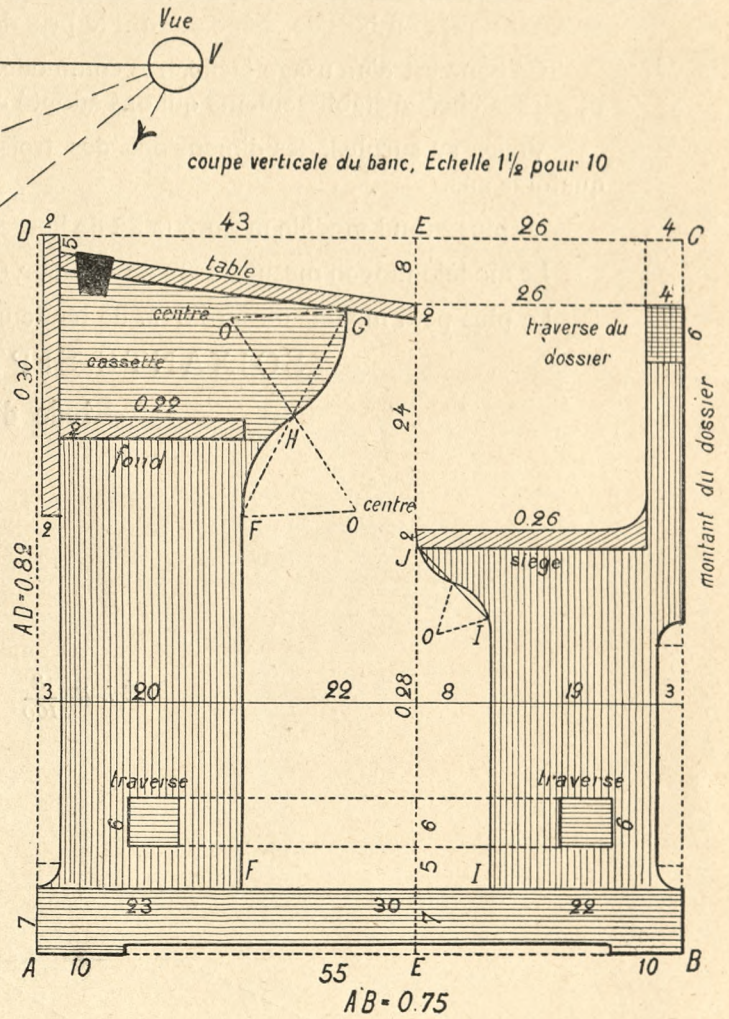 Vue
V
coupe verticale du banc, Echelle 1 1/2 pour 10
D 2 43 E 26 4 C
5
table
8
26 4
2
centre
O
G
traverse du
dossier
6
cassette
0.30
0.22
2
24
H
fond
montant du dossier
centre
O
F
2
0.26
2
J
siège
AD=0.82
O
I
3 20 22 0.28 8 19 3
traverse
traverse
6 6 6
F 5 I
7 23 30 7 22
A 10 55 E 10 B
AB=0.75